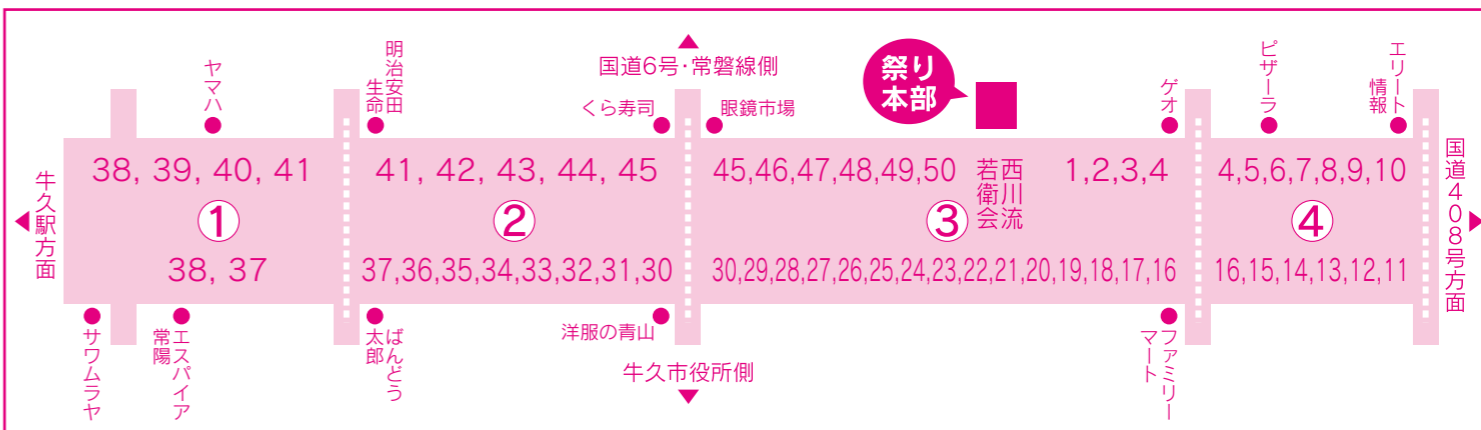 ヤマハ
明治安田
生命
国道6号・常磐線側
くら寿司
眼鏡市場
祭り
本部
ゲオ
ピザーラ
エリート
情報
牛久駅方面
38, 39, 40, 41
41, 42, 43, 44, 45
45,46,47,48,49,50
西川流
若衛会
1,2,3,4
4,5,6,7,8,9,10
国道408号方面
①
②
③
④
38, 37
37,36,35,34,33,32,31,30
30,29,28,27,26,25,24,23,22,21,20,19,18,17,16
16,15,14,13,12,11
サワムラヤ
エスパイア
常陽
ばんどう
太郎
洋服の青山
牛久市役所側
ファミリー
マート